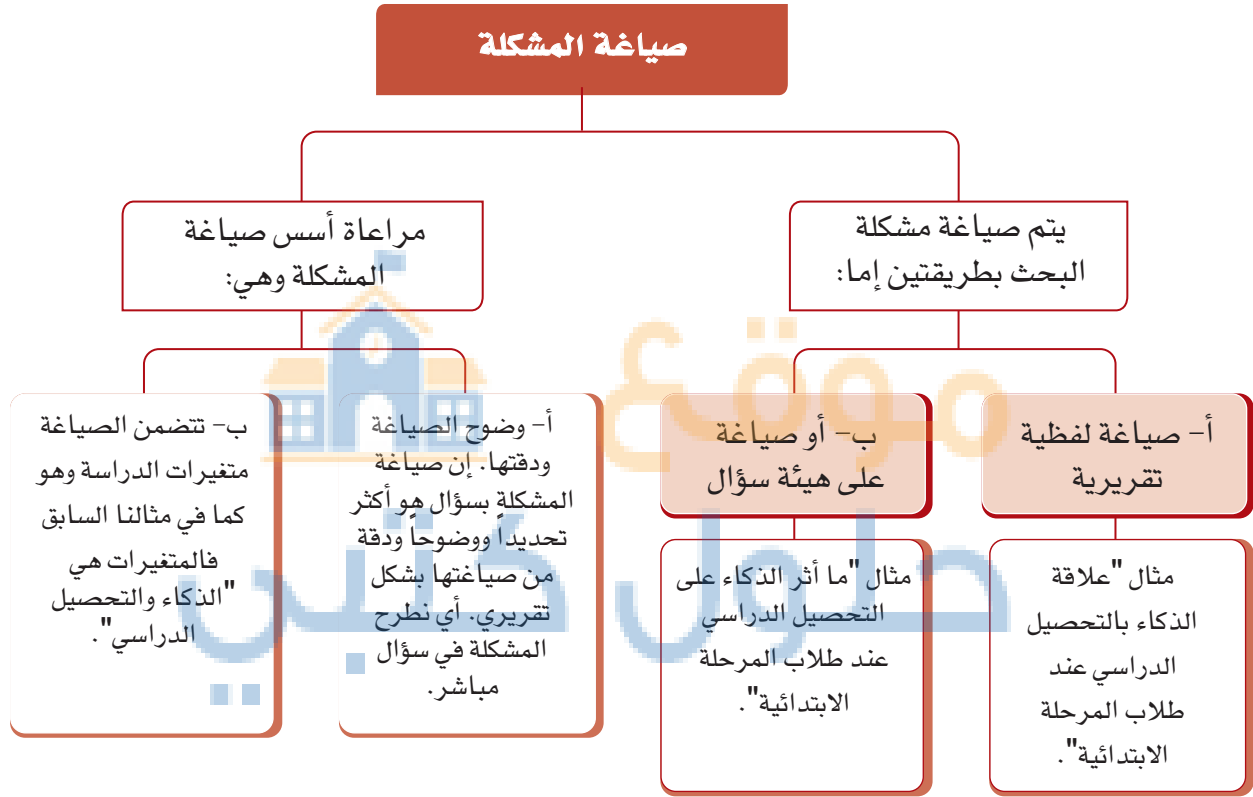 صياغة المشكلة
يتم صياغة مشكلة
البحث بطريقتين إما:
أ- صياغة لفظية
تقريرية
مثال "علاقة
الذكاء بالتحصيل
الدراسي عند
طلاب المرحلة
الابتدائية".
ب- أو صياغة
على هيئة سؤال
مثال "ما أثر الذكاء على
التحصيل الدراسي
عند طلاب المرحلة
الابتدائية".
مراعاة أسس صياغة
المشكلة وهي:
أ- وضوح الصياغة
ودقتها. إن صياغة
المشكلة بسؤال هو أكثر
تحديداً ووضوحاً ودقة
من صياغتها بشكل
تقريري. أي نطرح
المشكلة في سؤال
مباشر.
ب- تتضمن الصياغة
متغيرات الدراسة وهو
كما في مثالنا السابق
فالمتغيرات هي
"الذكاء والتحصيل
الدراسي".
موقع
حلول كتبي